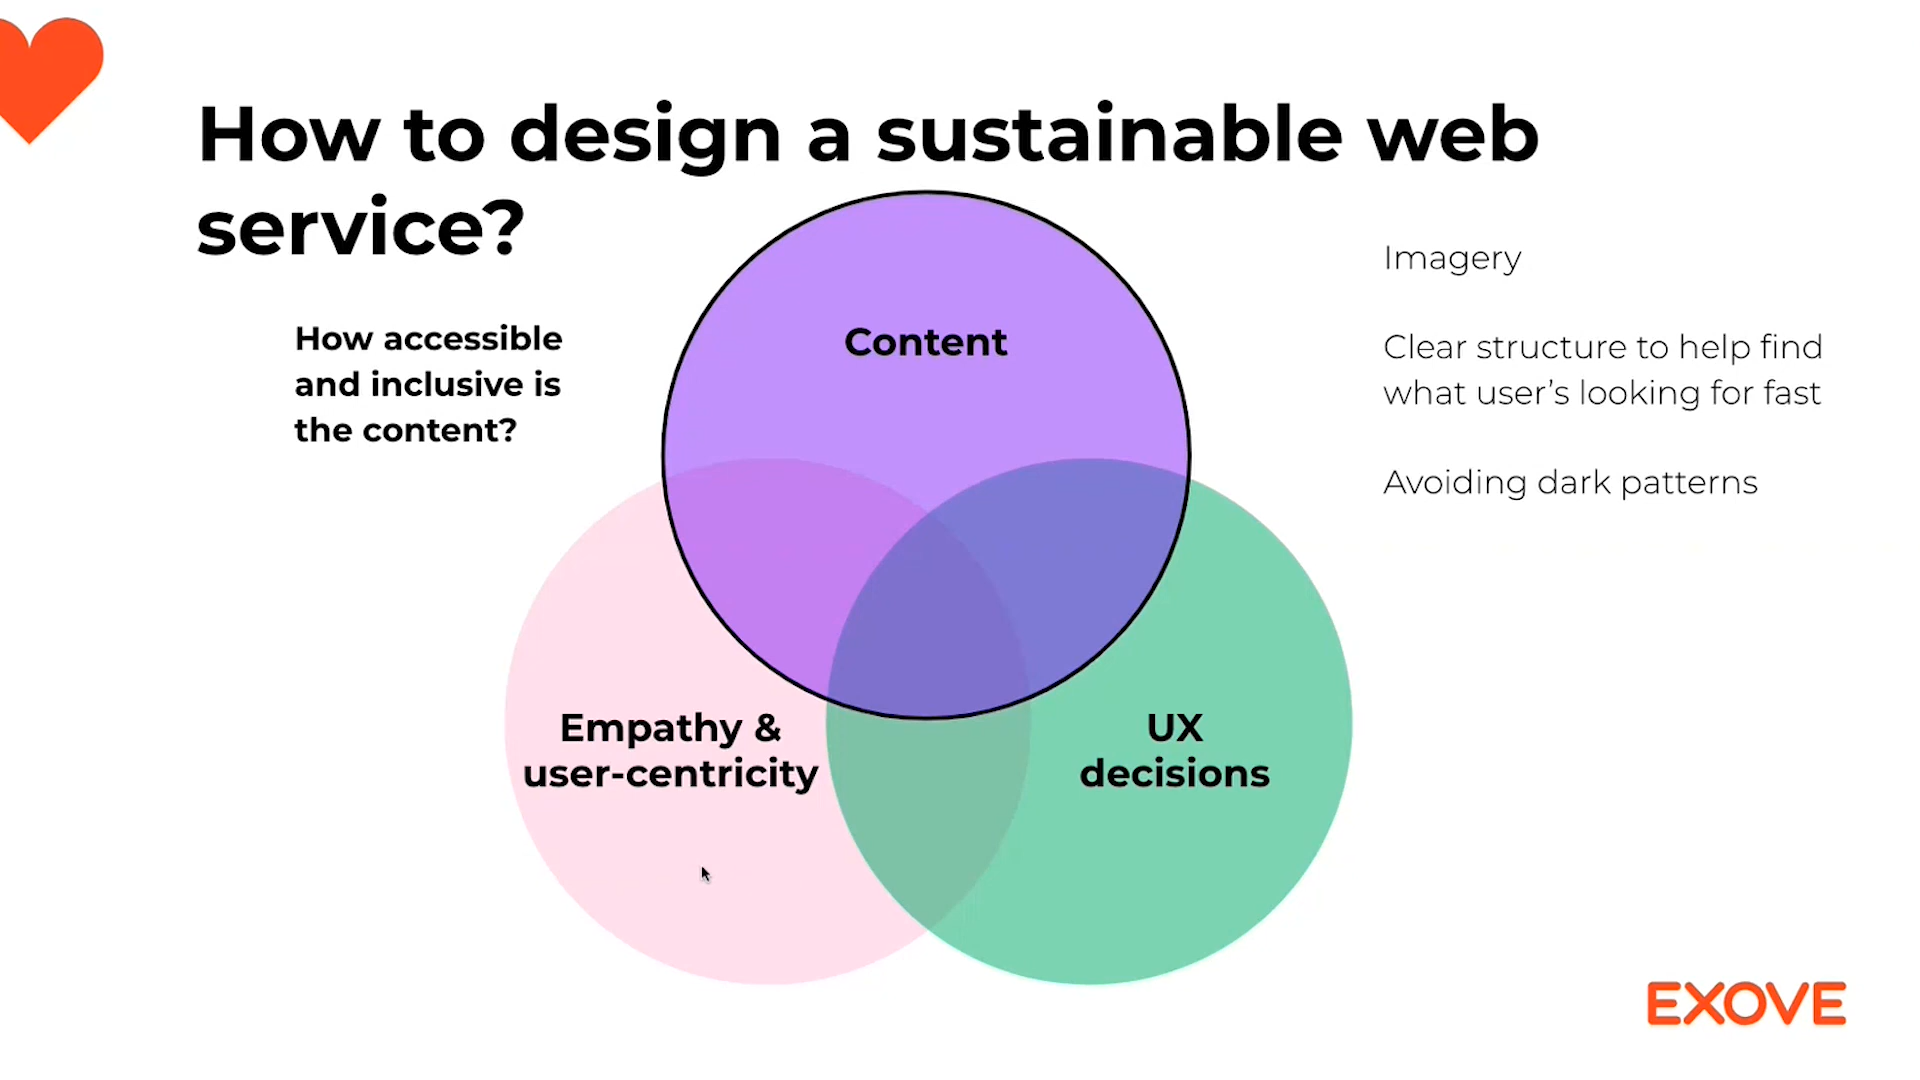 How to design a sustainable web
service?
How accessible
and inclusive is
the content?
Content
Imagery
Clear structure to help find
what user’s looking for fast
Avoiding dark patterns
Empathy &
user-centricity
UX
decisions
EXOVE